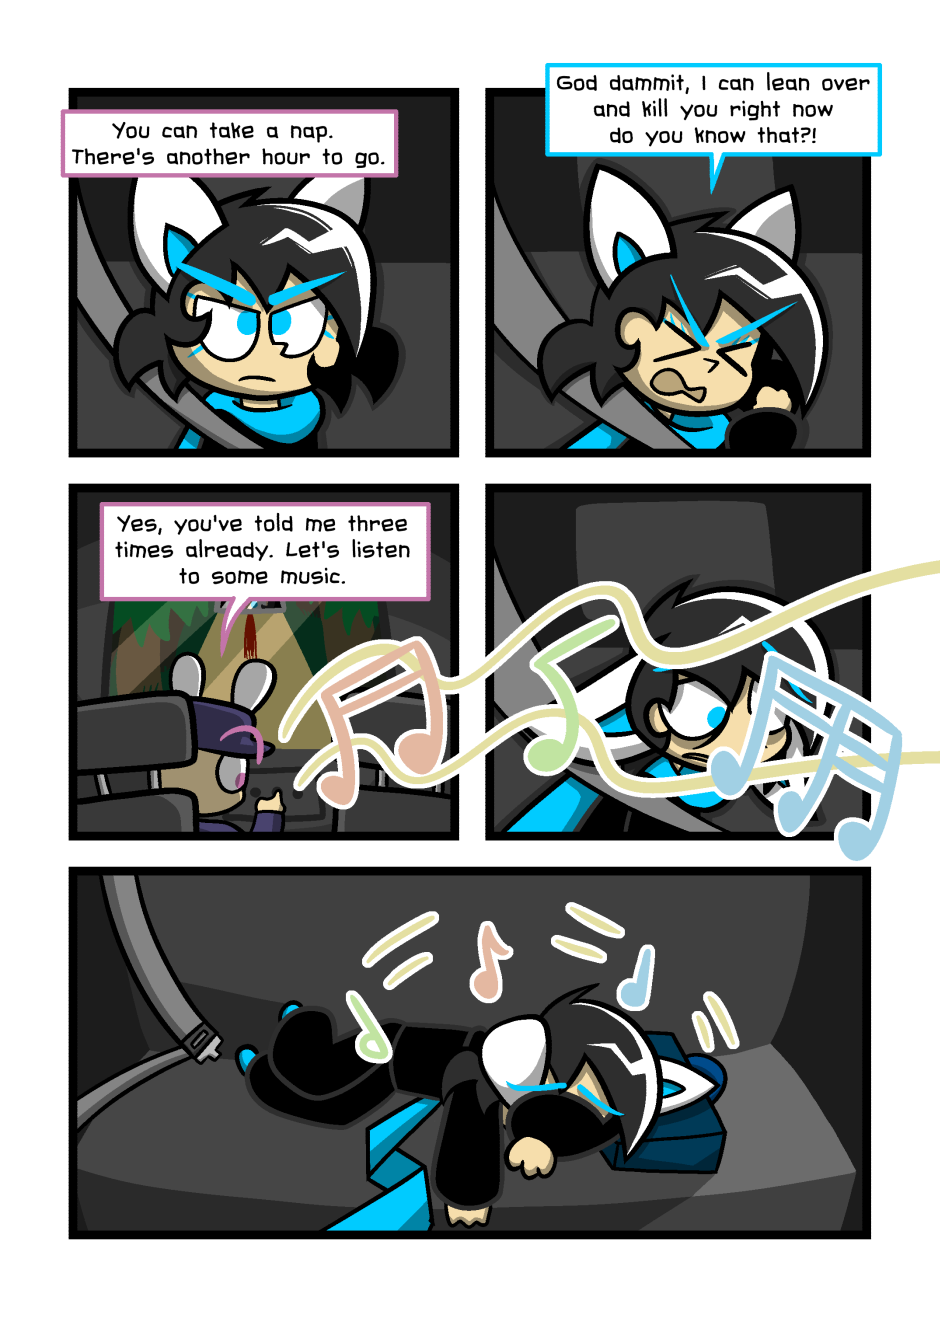 You can take a nap.
There's another hour to go.
God dammit, I can lean over
and kill you right now
do you know that?!
Yes, you've told me three
times already. Let's listen
to some music.